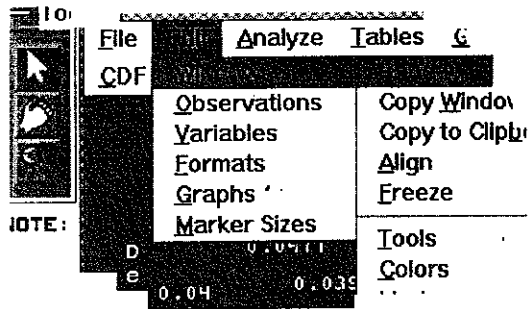 File Analyze Tables G
CDF
Observations Copy Window
Variables Copy to Clipb
Formats Align
Graphs Freeze
Marker Sizes
NOTE:
Tools
D
Colors
e 0.04 0.039